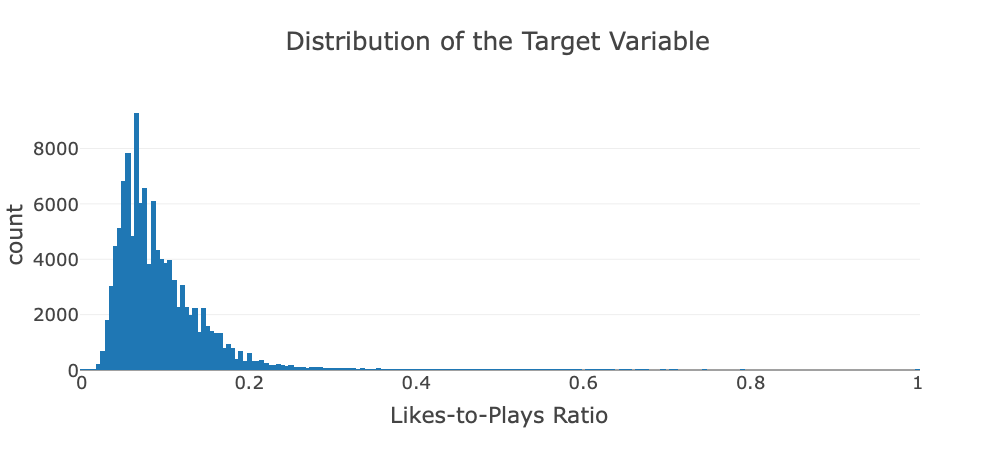 Distribution of the Target Variable
8000
6000
4000
2000
0
count
0 0.2 0.4 0.6 0.8 1
Likes-to-Plays Ratio